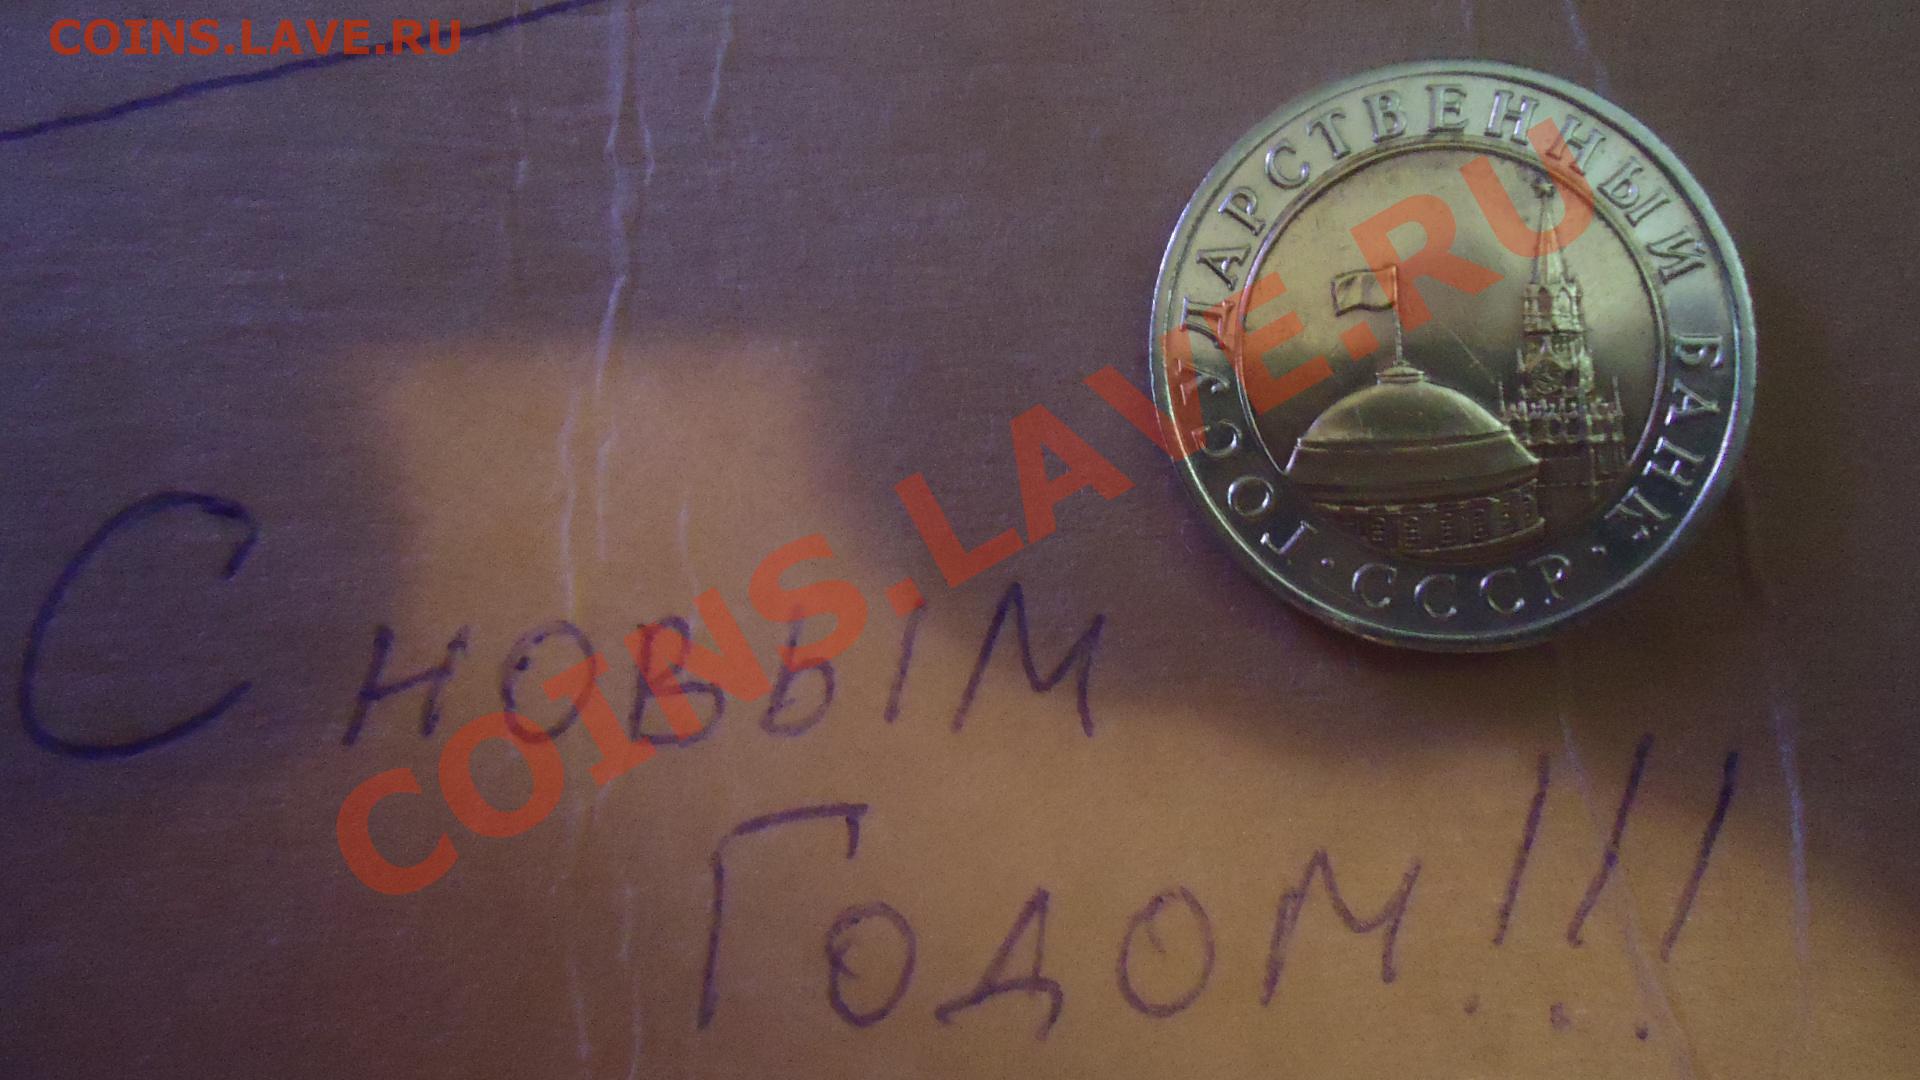 COINS.LAVE.RU
ГОСУДАРСТВЕННЫЙ БАНК · СССР ·
COINS.LAVE.RU
С новым
Годом!!!